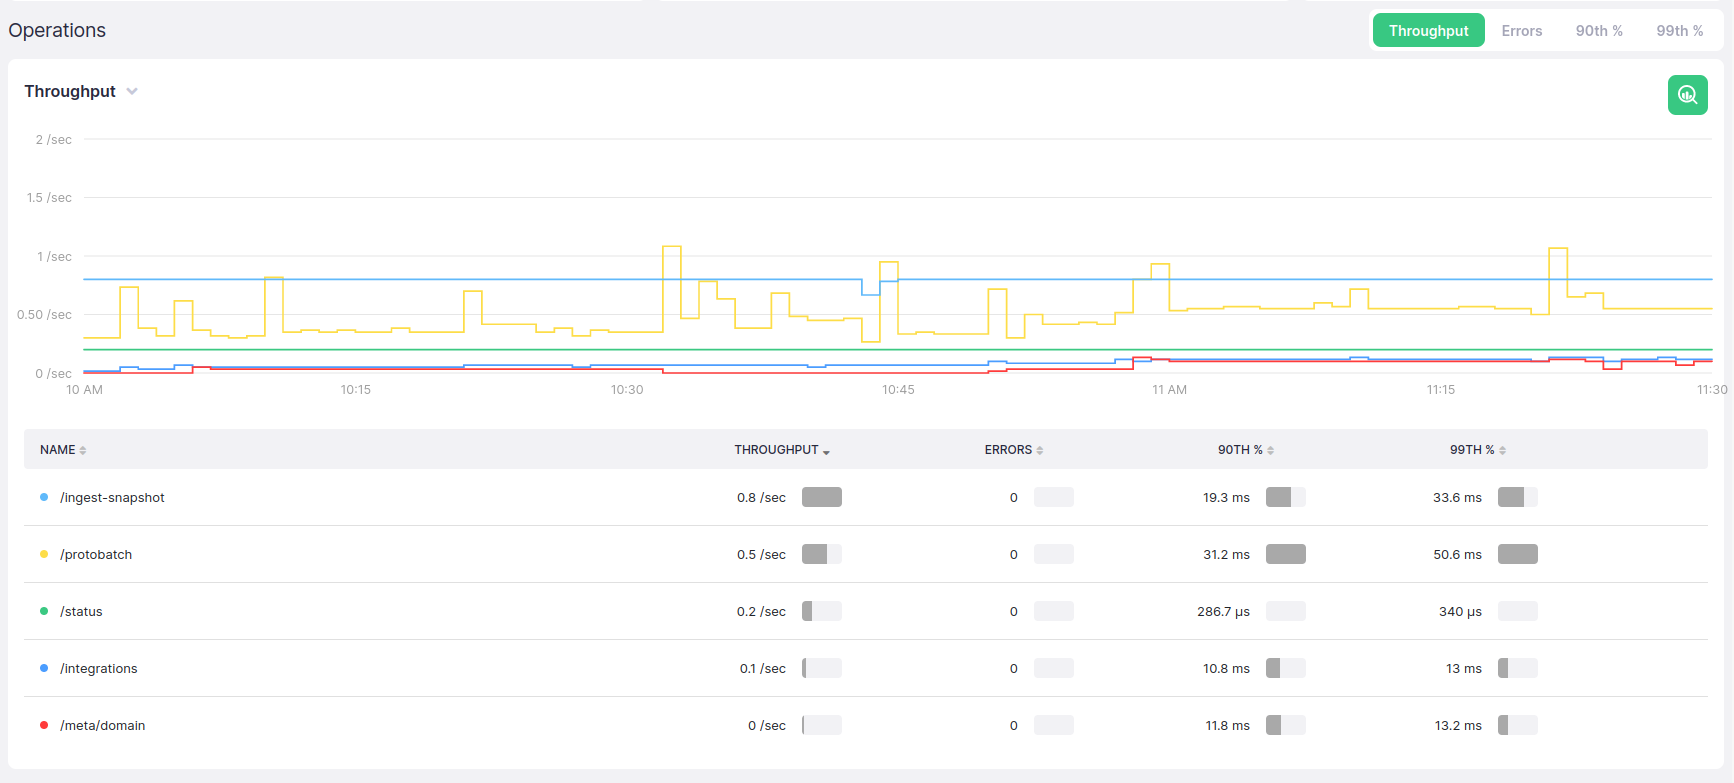 Operations
Throughput Errors 90th % 99th %
Throughput
2 /sec
1.5 /sec
1 /sec
0.50 /sec
0 /sec
10 AM 10:15 10:30 10:45 11 AM 11:15 11:30
NAME THROUGHPUT ERRORS 90TH % 99TH %
/ingest-snapshot 0.8 /sec 0 19.3 ms 33.6 ms
/protobatch 0.5 /sec 0 31.2 ms 50.6 ms
/status 0.2 /sec 0 286.7 µs 340 µs
/integrations 0.1 /sec 0 10.8 ms 13 ms
/meta/domain 0 /sec 0 11.8 ms 13.2 ms